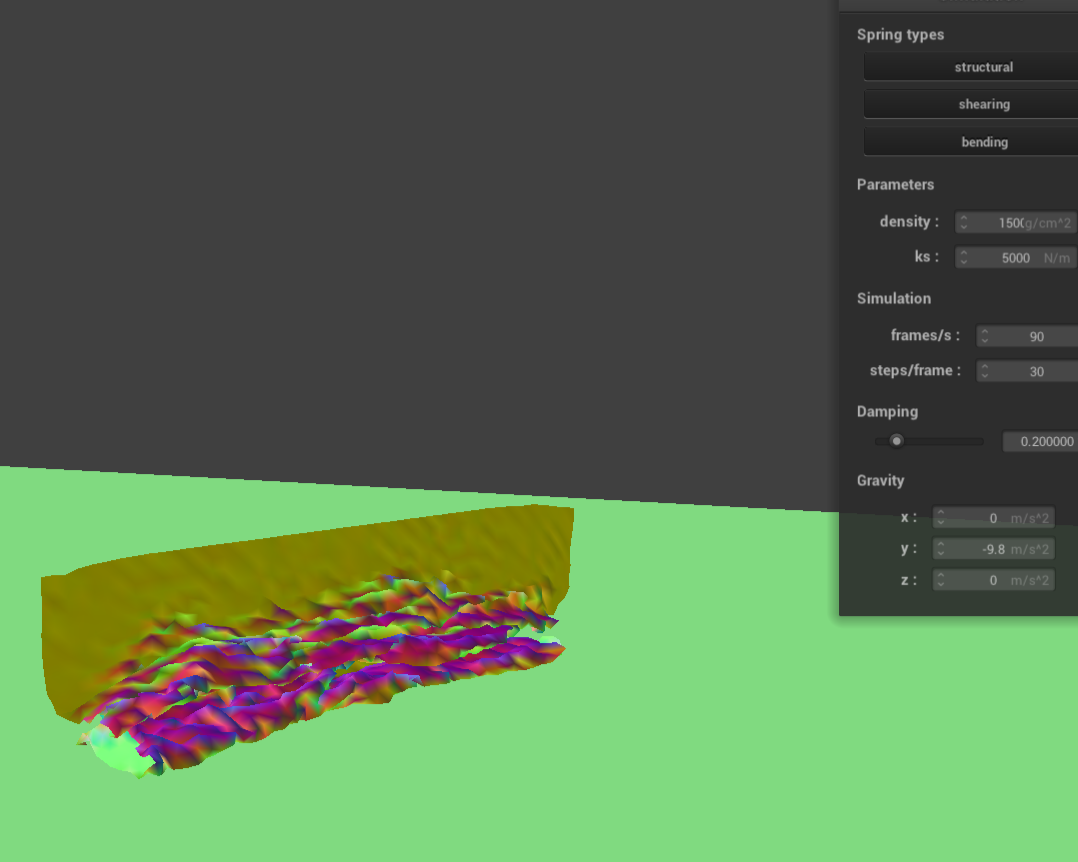 Spring types
structural
shearing
bending
Parameters
density : 1500 g/cm^2
ks : 5000 N/m
Simulation
frames/s : 90
steps/frame : 30
Damping
0.200000
Gravity
x : 0 m/s^2
y : -9.8 m/s^2
z : 0 m/s^2